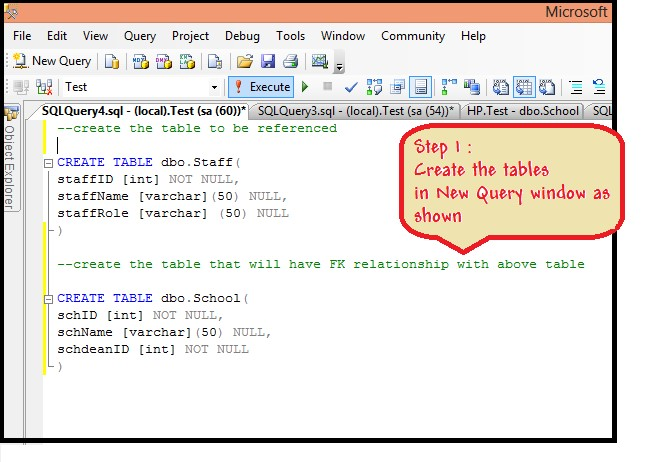 Microsoft
File Edit View Query Project Debug Tools Window Community Help
New Query
Test Execute
SQLQuery4.sql - (local).Test (sa (60))* SQLQuery3.sql - (local).Test (sa (54))* HP.Test - dbo.School SQL
Object Explorer
--create the table to be referenced
CREATE TABLE dbo.Staff(
staffID [int] NOT NULL,
staffName [varchar](50) NULL,
staffRole [varchar] (50) NULL
)
Step 1 :
Create the tables
in New Query window as
shown
--create the table that will have FK relationship with above table
CREATE TABLE dbo.School(
schID [int] NOT NULL,
schName [varchar](50) NULL,
schdeanID [int] NOT NULL
)